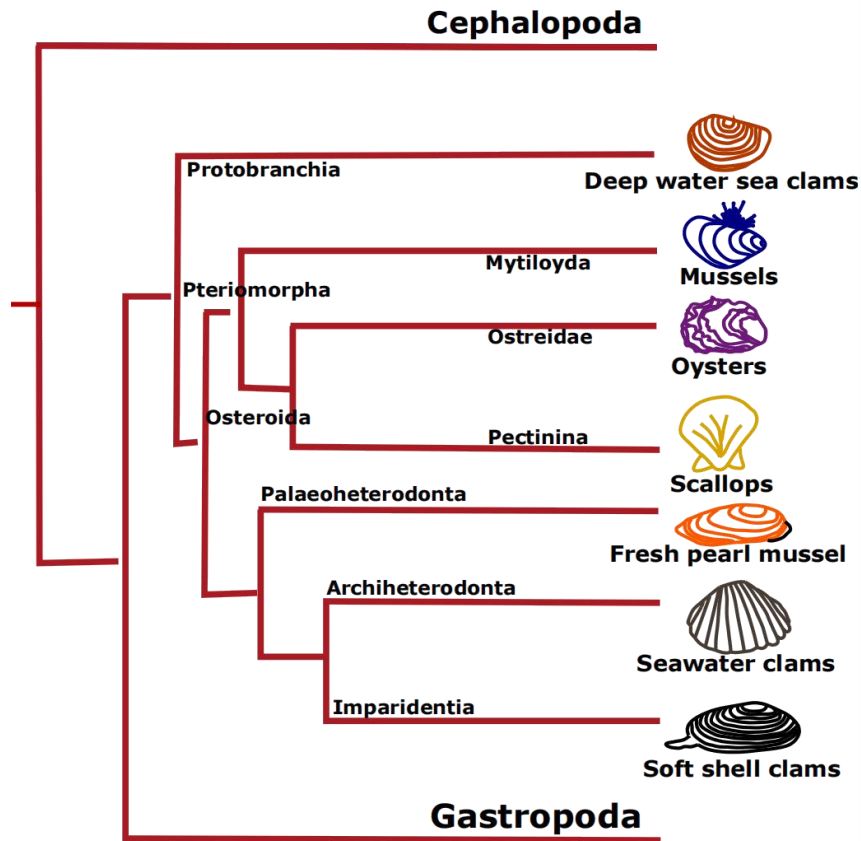 Cephalopoda
Protobranchia
Deep water sea clams
Mytiloyda
Mussels
Pteriomorpha
Ostreidae
Oysters
Osteroida
Pectinina
Scallops
Palaeoheterodonta
Fresh pearl mussel
Archiheterodonta
Seawater clams
Imparidentia
Soft shell clams
Gastropoda